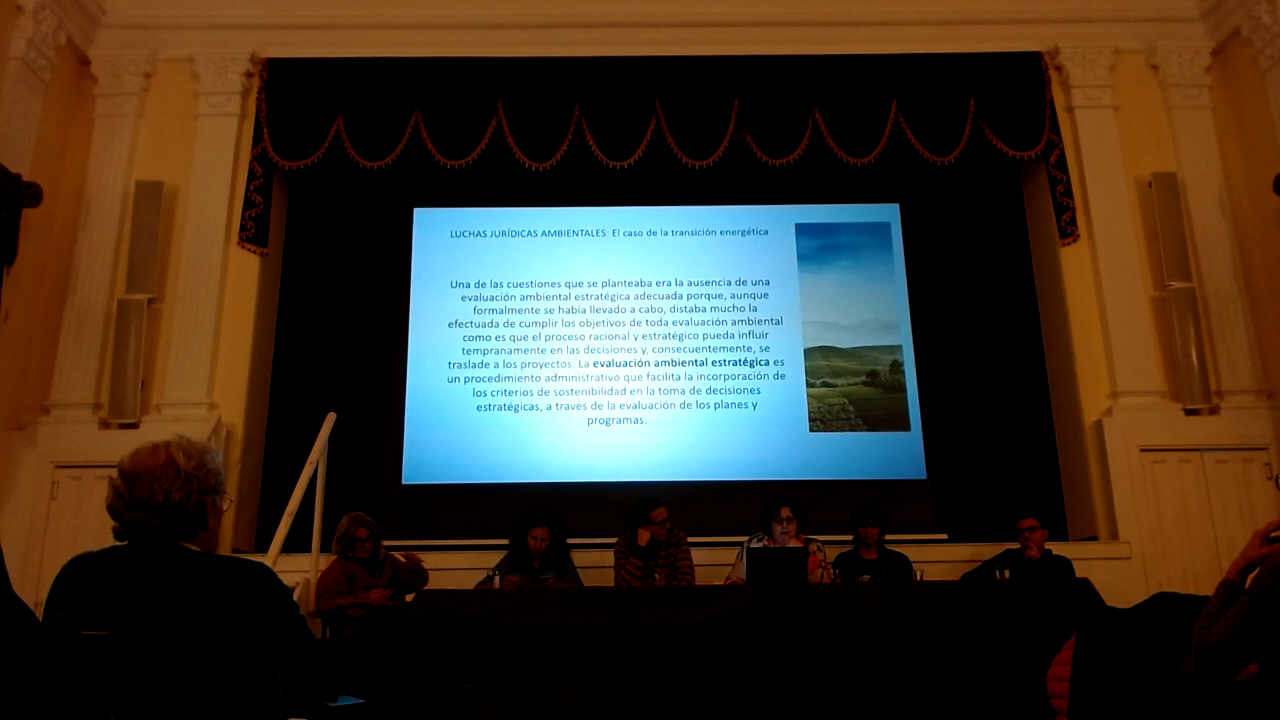 LUCHAS JURÍDICAS AMBIENTALES: El caso de la transición energética
Una de las cuestiones que se planteaba era la ausencia de una
evaluación ambiental estratégica adecuada porque, aunque
formalmente se había llevado a cabo, distaba mucho la
efectuada de cumplir los objetivos de toda evaluación ambiental
como es que el proceso racional y estratégico pueda influir
tempranamente en las decisiones y, consecuentemente, se
traslade a los proyectos. La evaluación ambiental estratégica es
un procedimiento administrativo que facilita la incorporación de
los criterios de sostenibilidad en la toma de decisiones
estratégicas, a través de la evaluación de los planes y
programas.